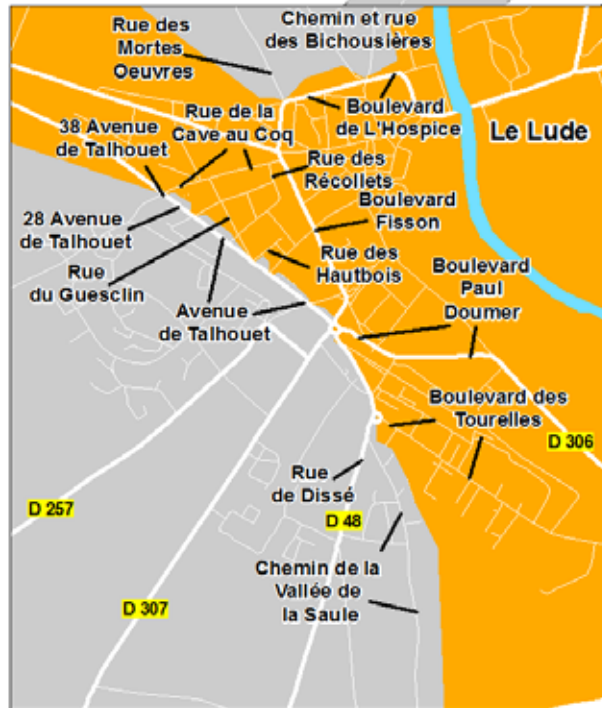 Chemin et rue
des Bichousières
Rue des
Mortes
Oeuvres
Rue de la
Cave au Coq
Boulevard
de L'Hospice
Le Lude
38 Avenue
de Talhouet
Rue des
Récollets
Boulevard
Fisson
28 Avenue
de Talhouet
Rue des
Hautbois
Boulevard
Paul
Doumer
Rue
du Guesclin
Avenue
de Talhouet
Boulevard des
Tourelles
D 306
Rue
de Dissé
D 257
D 48
Chemin de la
Vallée de
la Saule
D 307